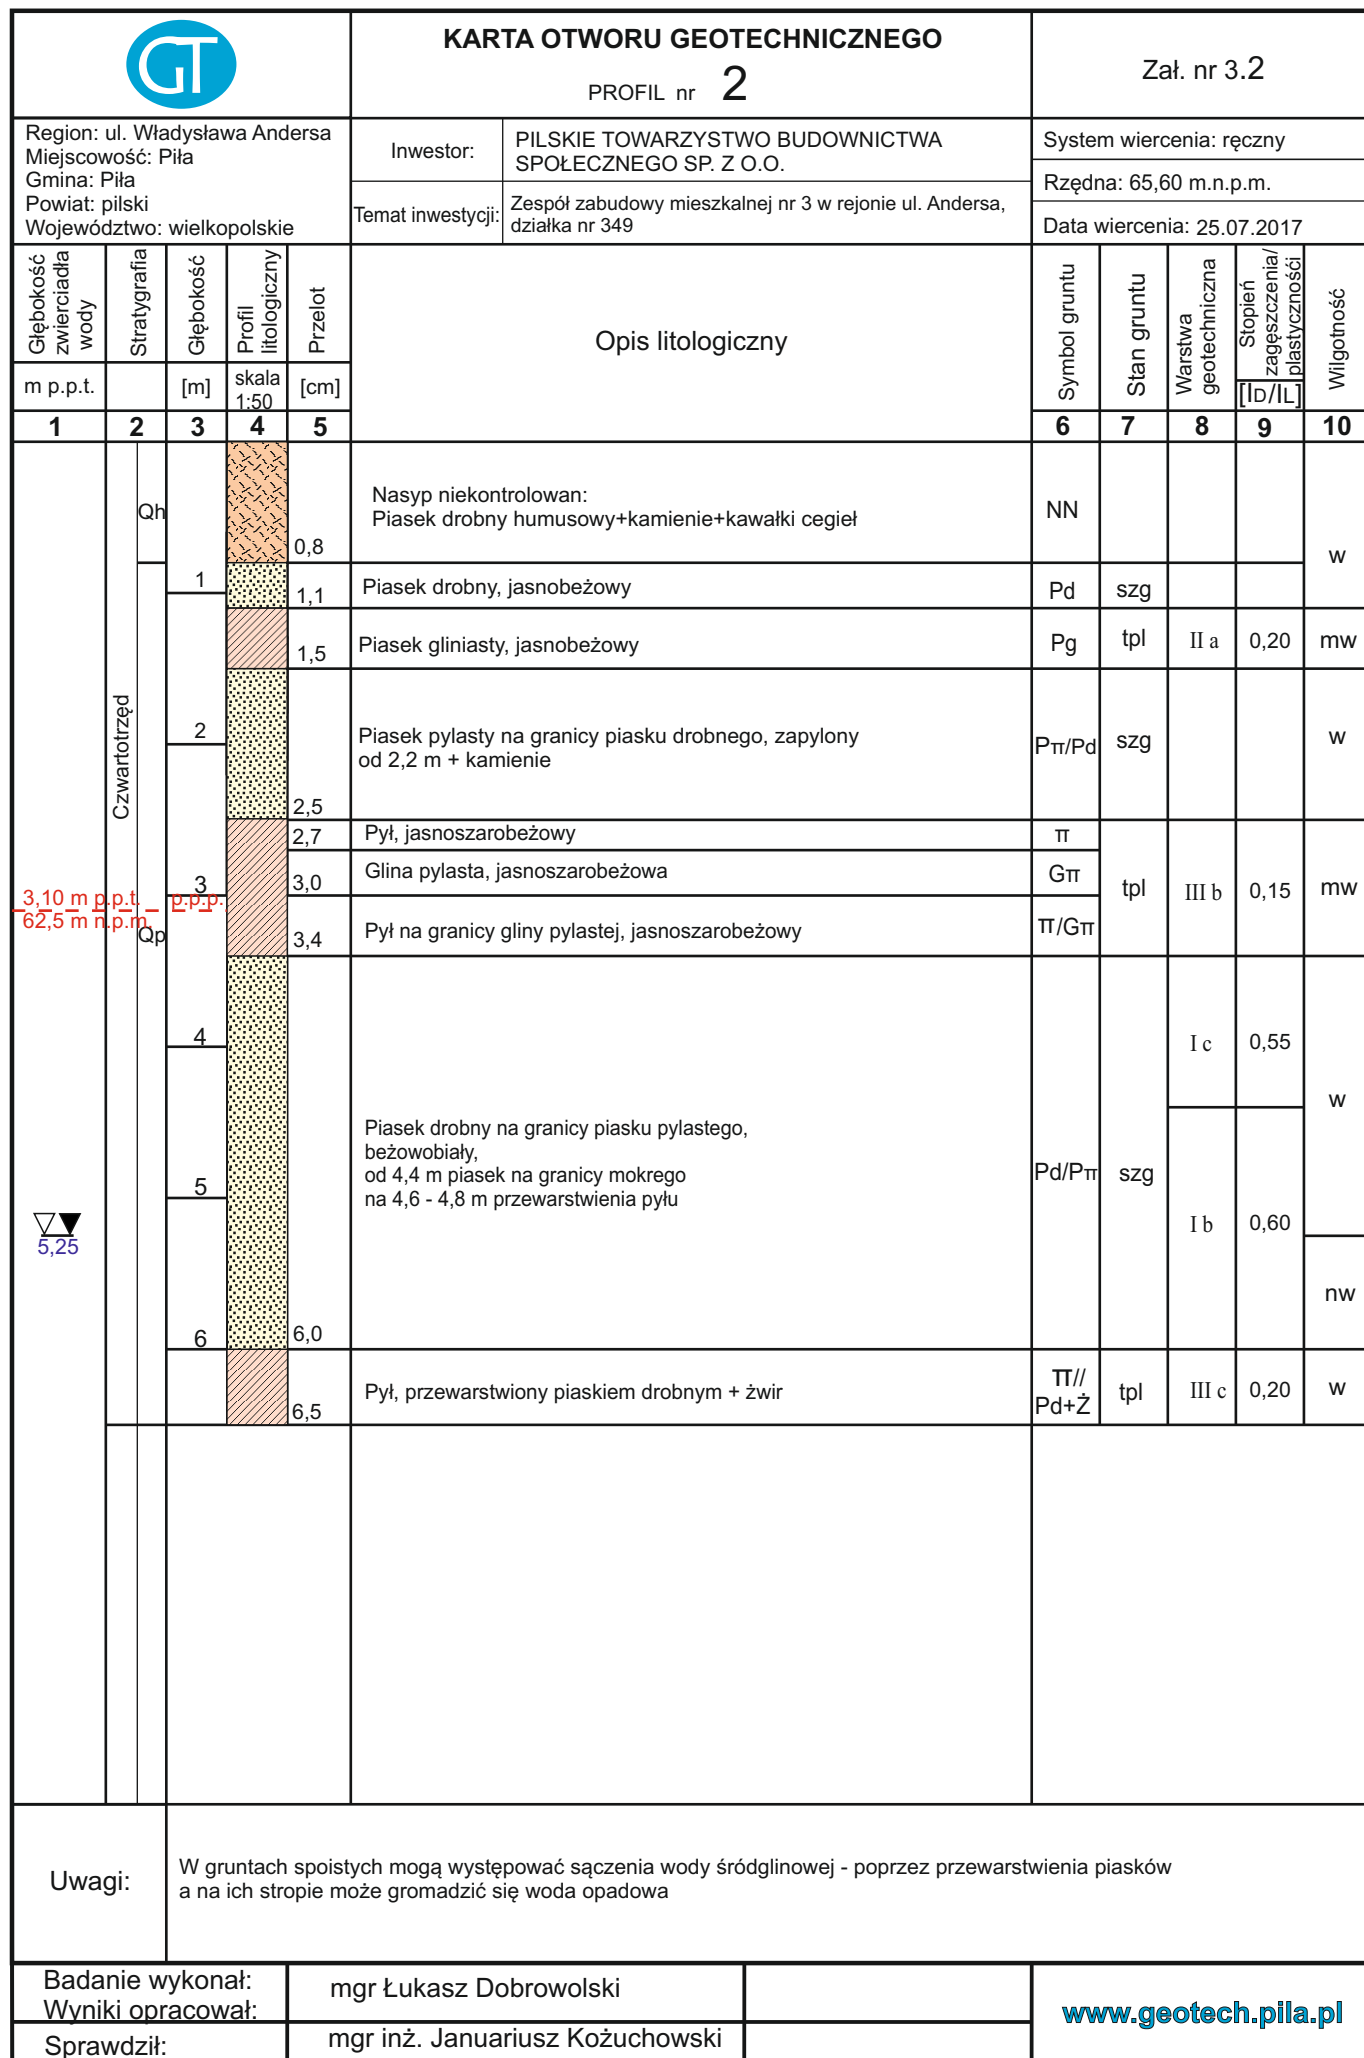 GT
KARTA OTWORU GEOTECHNICZNEGO
PROFIL nr 2
Zał. nr 3.2
Region: ul. Władysława Andersa
Miejscowość: Piła
Gmina: Piła
Powiat: pilski
Województwo: wielkopolskie
Inwestor:
PILSKIE TOWARZYSTWO BUDOWNICTWA
SPOŁECZNEGO SP. Z O.O.
Temat inwestycji:
Zespół zabudowy mieszkalnej nr 3 w rejonie ul. Andersa,
działka nr 349
System wiercenia: ręczny
Rzędna: 65,60 m.n.p.m.
Data wiercenia: 25.07.2017
Głębokość
zwierciadła
wody
Stratygrafia
Głębokość
Profil
litologiczny
Przelot
Opis litologiczny
Symbol gruntu
Stan gruntu
Warstwa
geotechniczna
Stopień
zagęszczenia/
plastycznośći
Wilgotność
m p.p.t.
[m]
skala
1:50
[cm]
[ID/IL]
1 2 3 4 5 6 7 8 9 10
Czwartotrzęd
Qh
0,8
Nasyp niekontrolowan:
Piasek drobny humusowy+kamienie+kawałki cegieł
NN
w
1
1,1
Piasek drobny, jasnobeżowy
Pd
szg
1,5
Piasek gliniasty, jasnobeżowy
Pg
tpl
II a
0,20
mw
2
2,5
Piasek pylasty na granicy piasku drobnego, zapylony
od 2,2 m + kamienie
Pπ/Pd
szg
w
2,7
Pył, jasnoszarobeżowy
π
3
3,0
Glina pylasta, jasnoszarobeżowa
Gπ
tpl
III b
0,15
mw
3,10 m p.p.t. p.p.p.
62,5 m n.p.m.
Qp
3,4
Pył na granicy gliny pylastej, jasnoszarobeżowy
π/Gπ
4
I c
0,55
w
Piasek drobny na granicy piasku pylastego,
beżowobiały,
od 4,4 m piasek na granicy mokrego
na 4,6 - 4,8 m przewarstwienia pyłu
Pd/Pπ
szg
5
5,25
I b
0,60
nw
6
6,0
6,5
Pył, przewarstwiony piaskiem drobnym + żwir
π//
Pd+Ż
tpl
III c
0,20
w
Uwagi:
W gruntach spoistych mogą występować sączenia wody śródglinowej - poprzez przewarstwienia piasków
a na ich stropie może gromadzić się woda opadowa
Badanie wykonał:
Wyniki opracował:
mgr Łukasz Dobrowolski
Sprawdził:
mgr inż. Januariusz Kożuchowski
www.geotech.pila.pl